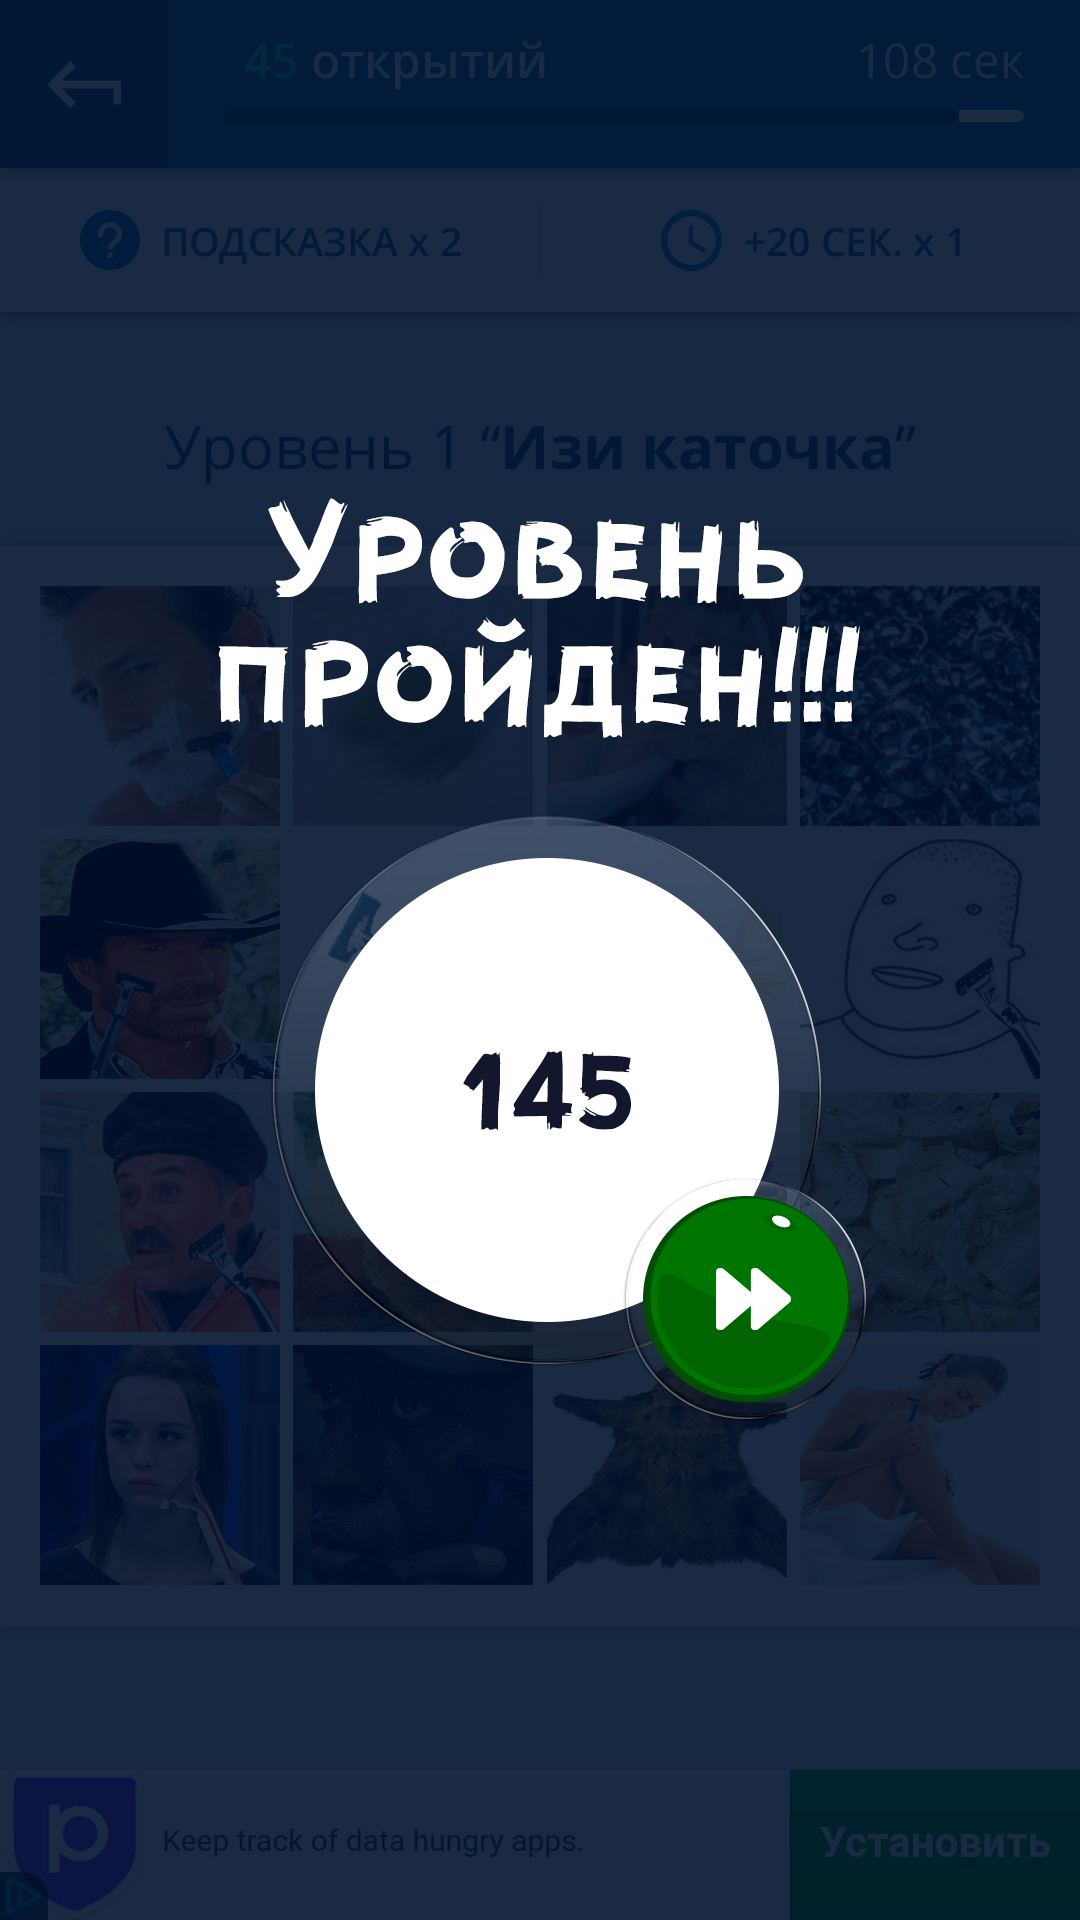 45 открытий 108 сек
ПОДСКАЗКА x 2 +20 СЕК. x 1
Уровень 1 “Изи каточка”
Уровень
пройден!!!
145
Keep track of data hungry apps.
Установить